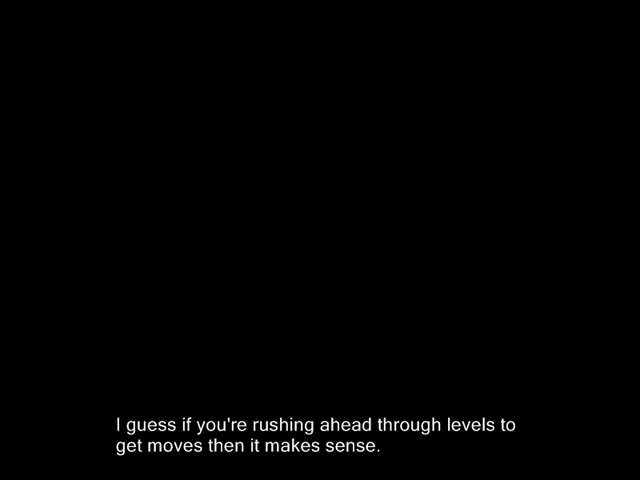 I guess if you're rushing ahead through levels to
get moves then it makes sense.